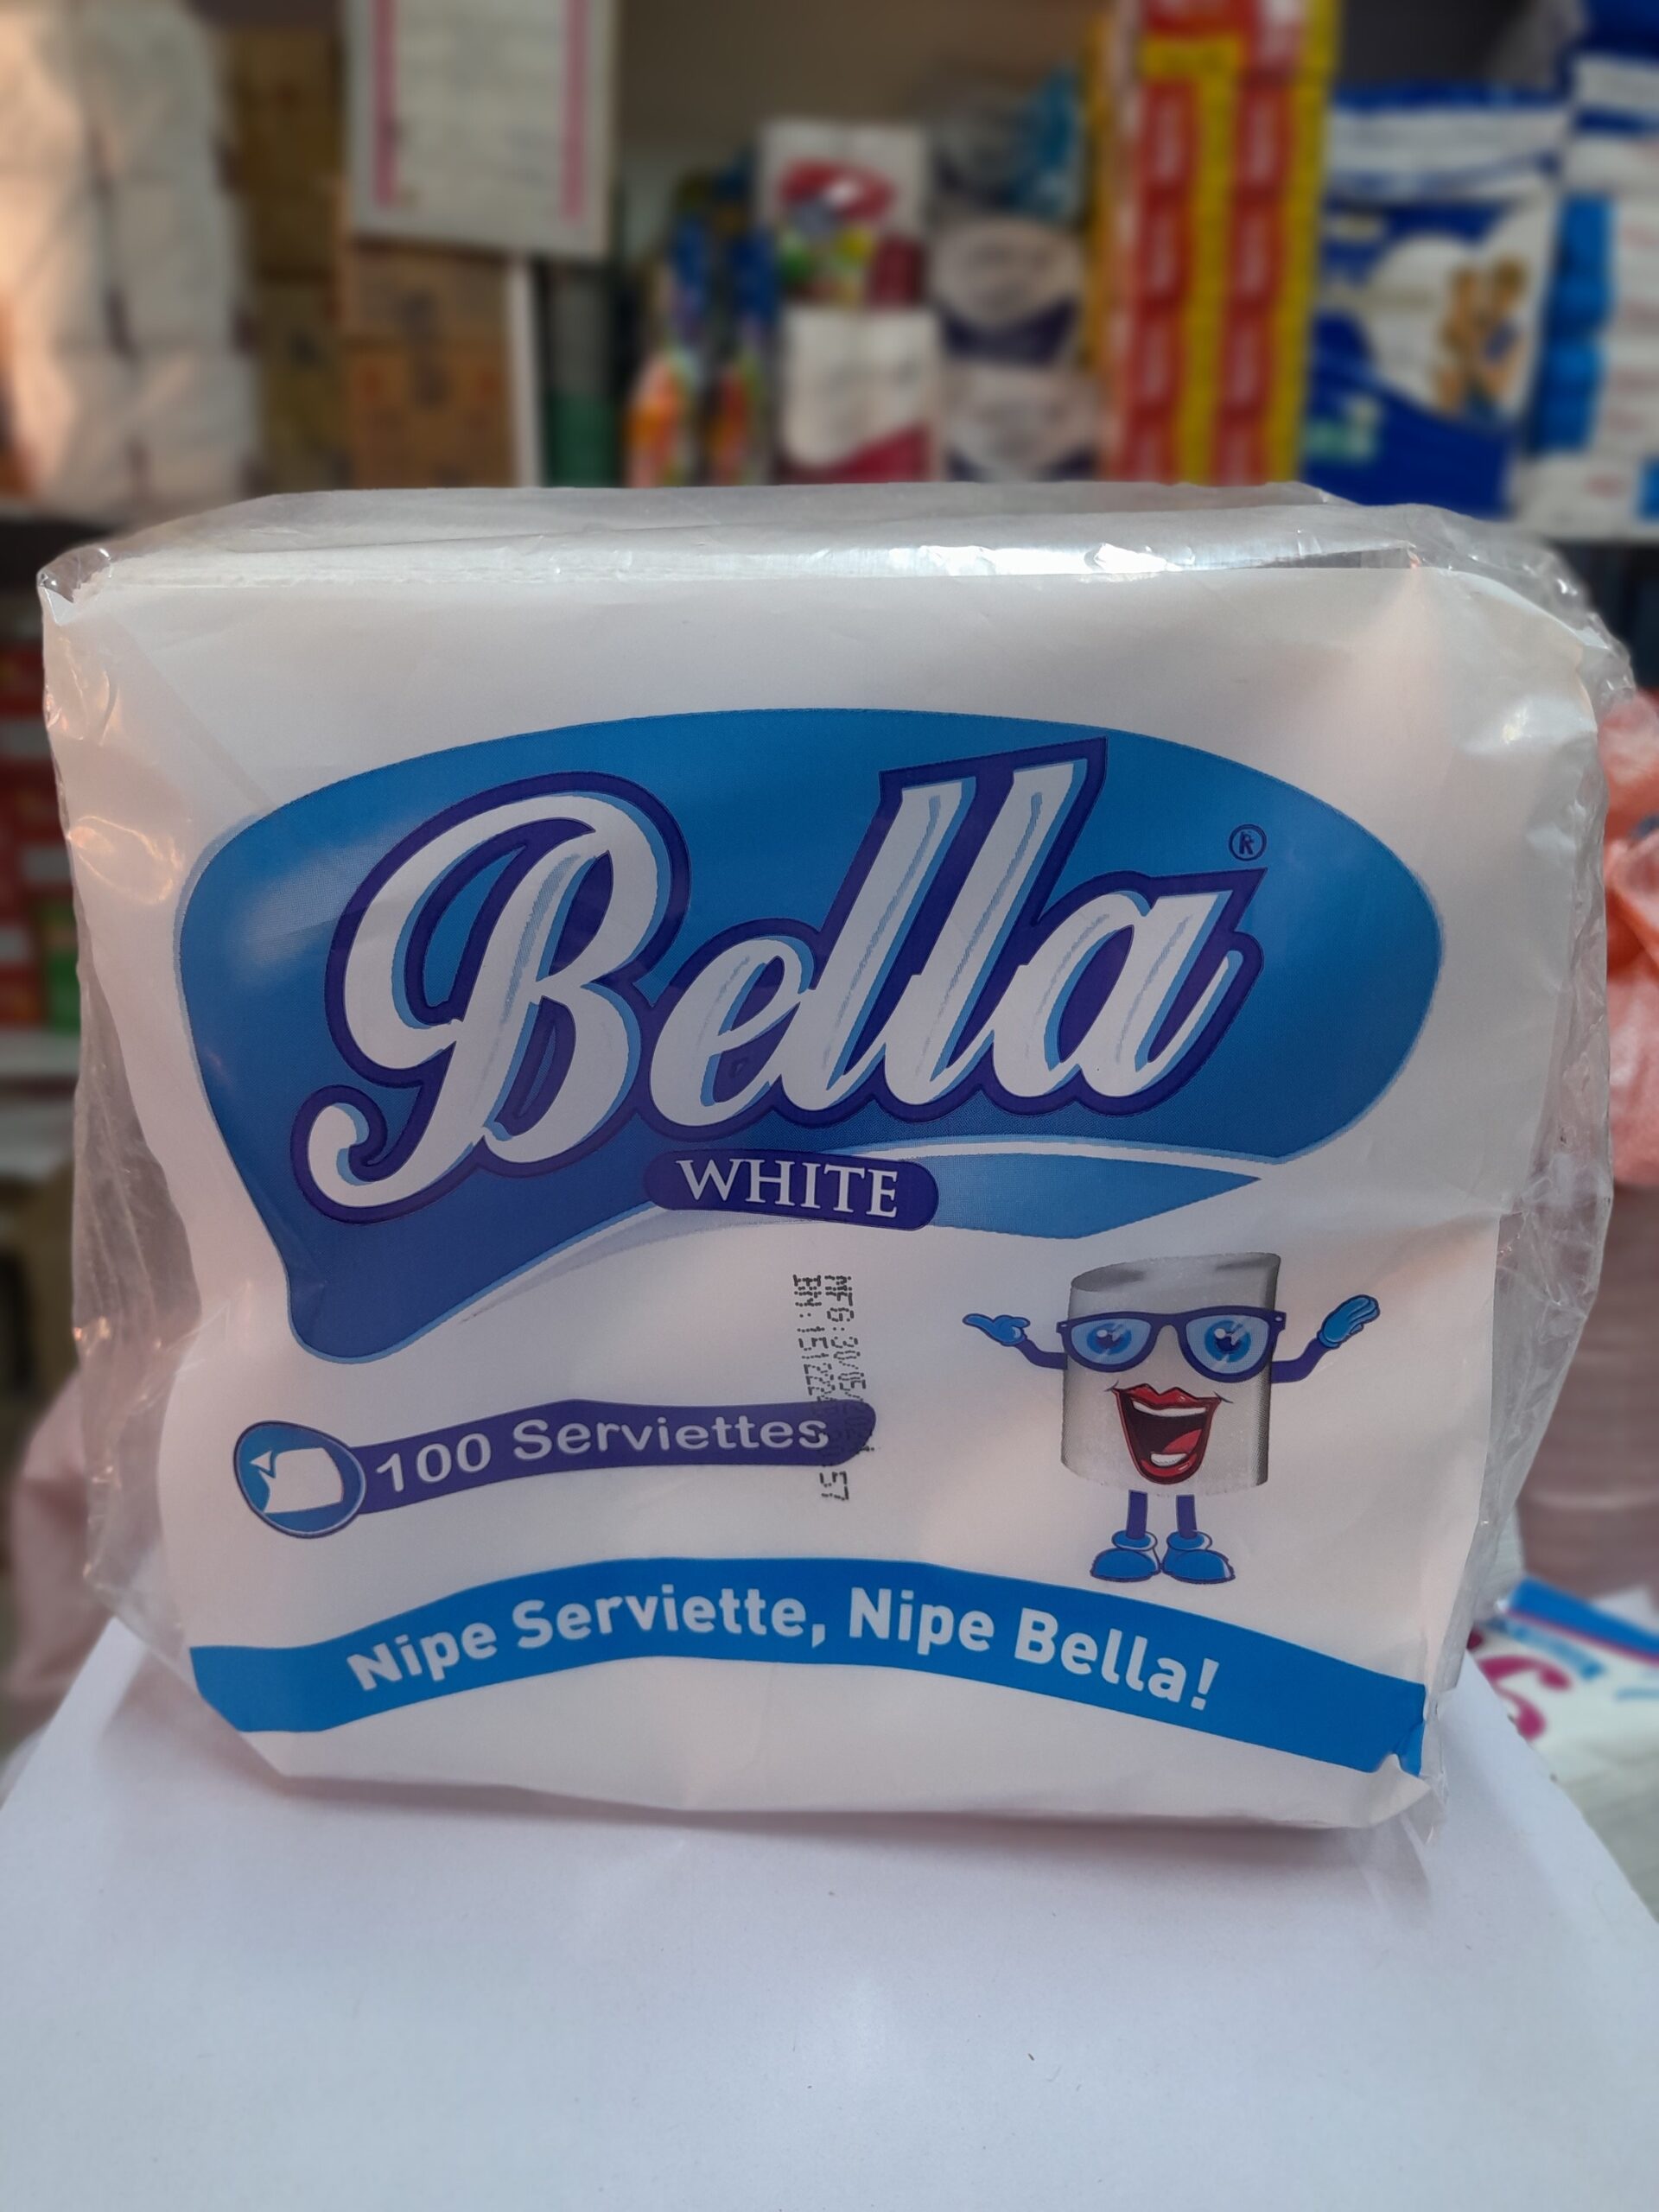 Bella ®
WHITE
100 Serviettes
Nipe Serviette, Nipe Bella!